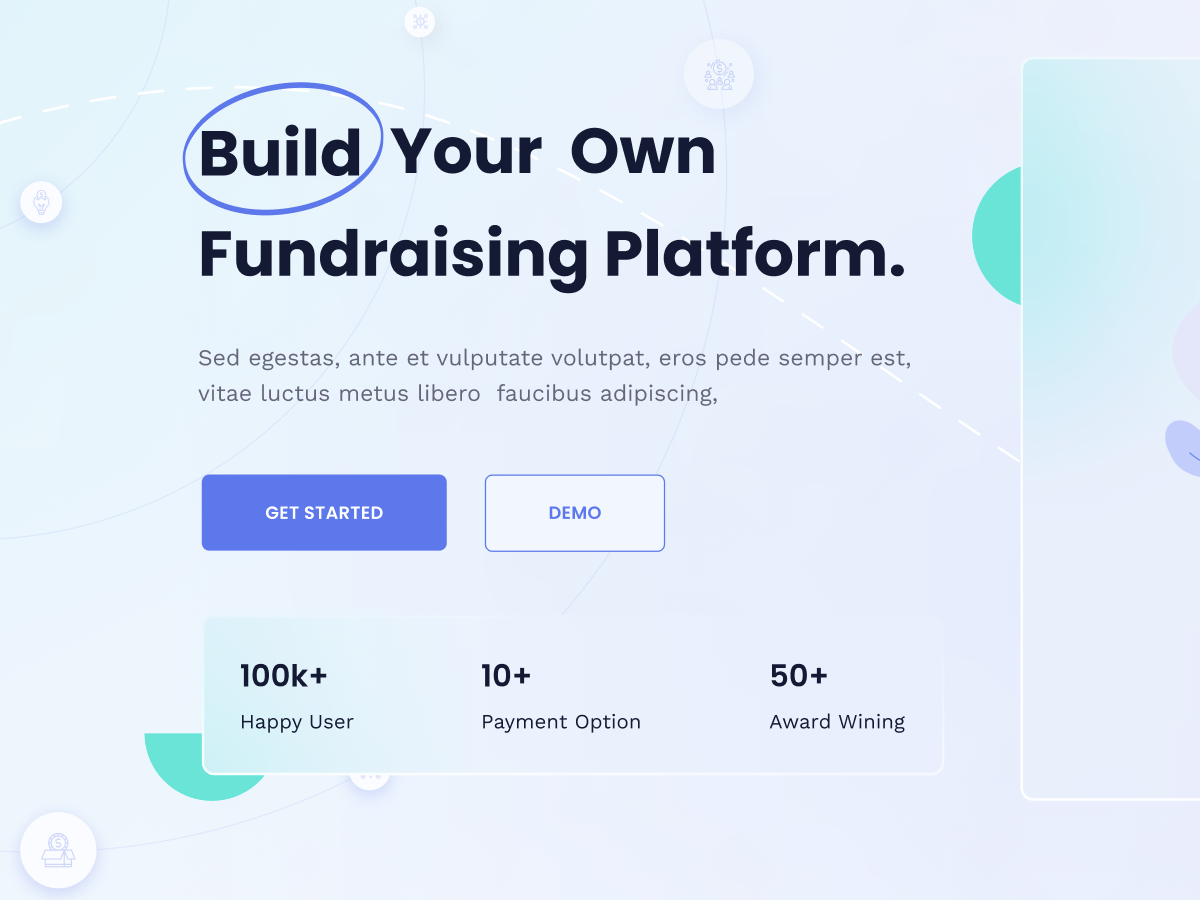 Build Your Own
Fundraising Platform.
Sed egestas, ante et vulputate volutpat, eros pede semper est,
vitae luctus metus libero faucibus adipiscing,
GET STARTED
DEMO
100k+
Happy User
10+
Payment Option
50+
Award Wining